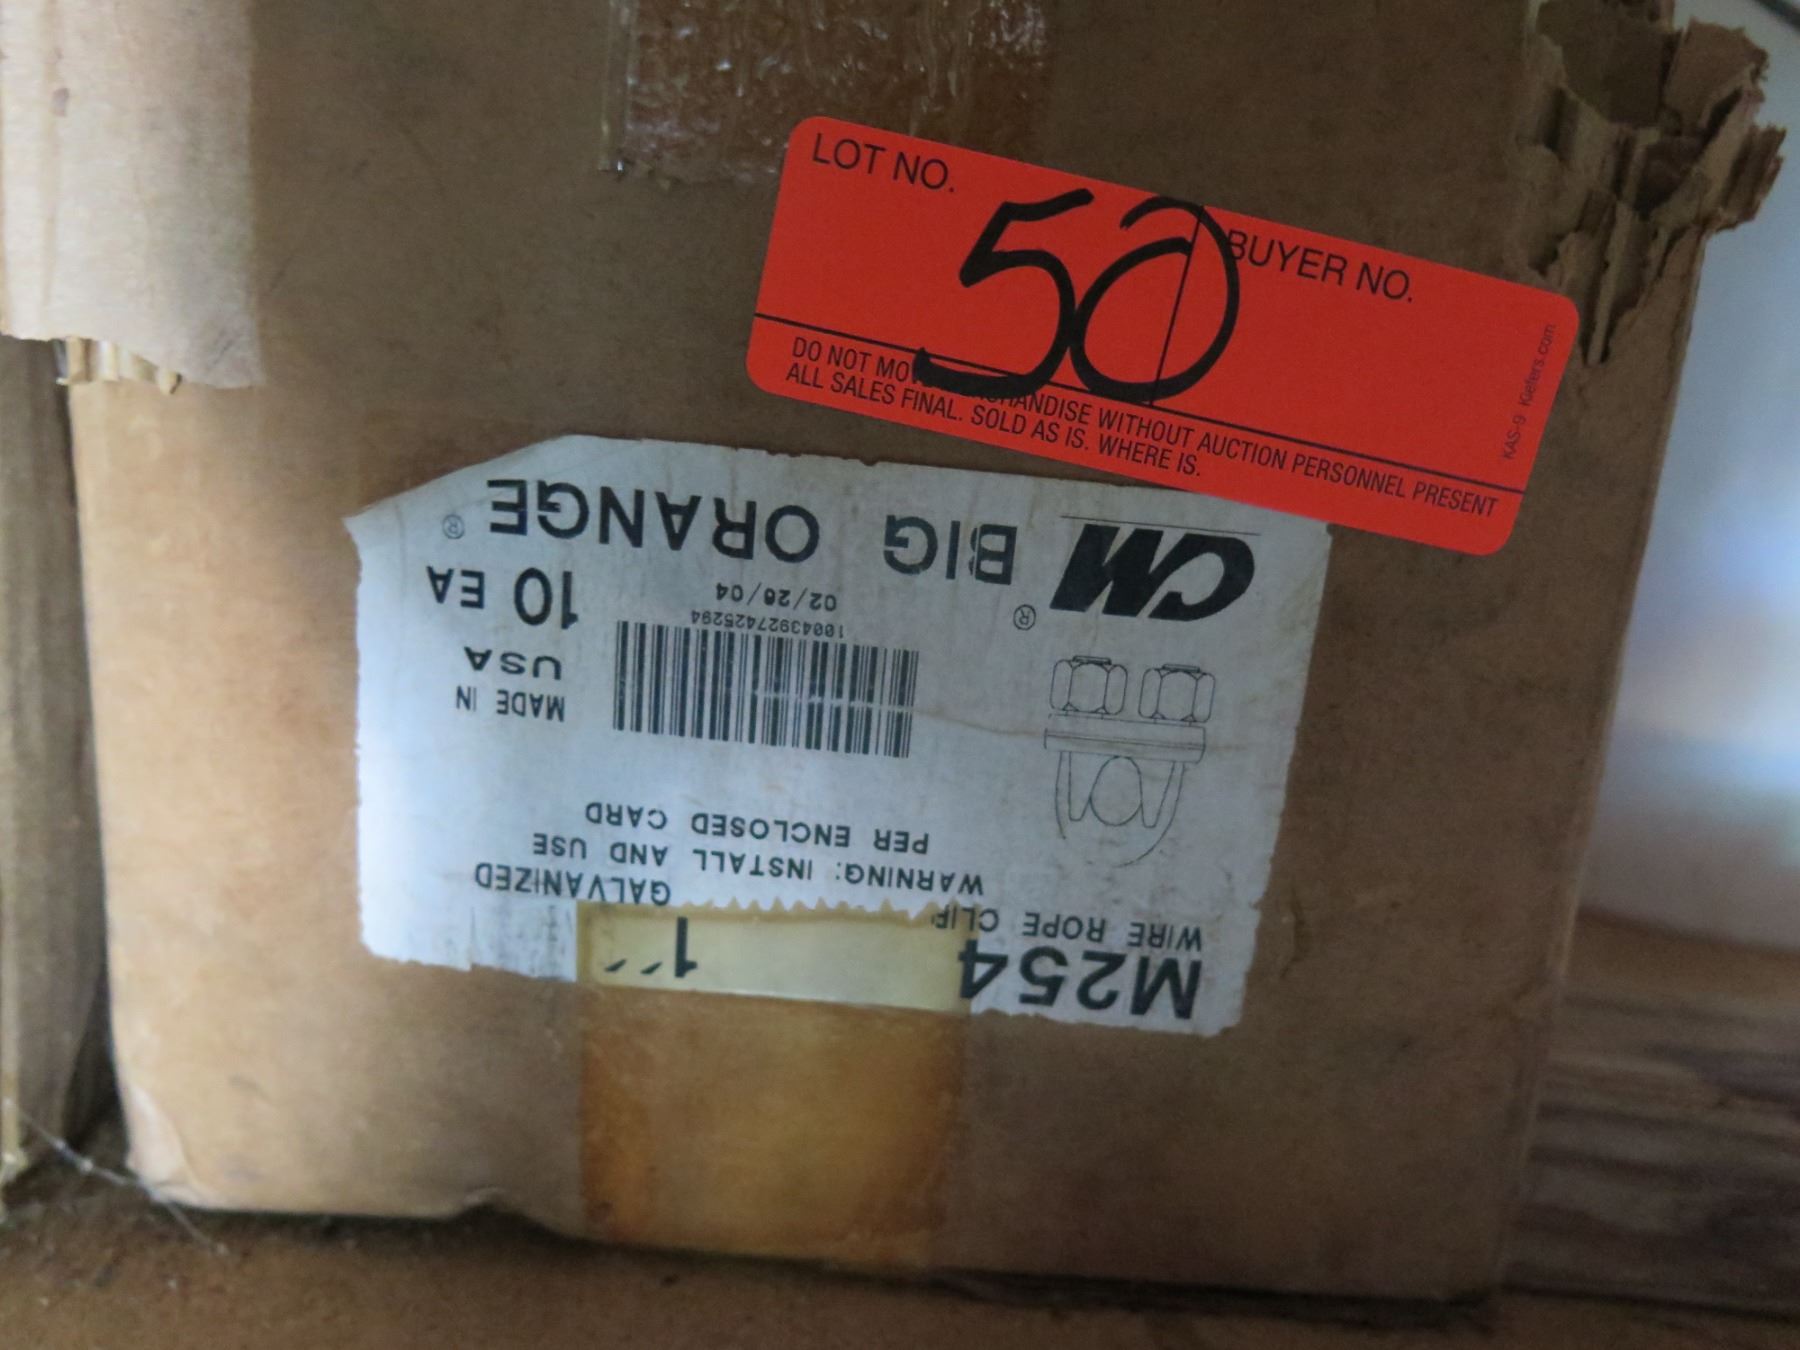 LOT NO.
50
BUYER NO.
DO NOT MOVE MERCHANDISE WITHOUT AUCTION PERSONNEL PRESENT
ALL SALES FINAL. SOLD AS IS. WHERE IS.
KAS-9 Kiefers.com
M254 1"
WIRE ROPE CLIP GALVANIZED
WARNING: INSTALL AND USE
PER ENCLOSED CARD
MADE IN
USA
10043927425294
02/26/04
10 EA
CM® BIG ORANGE®